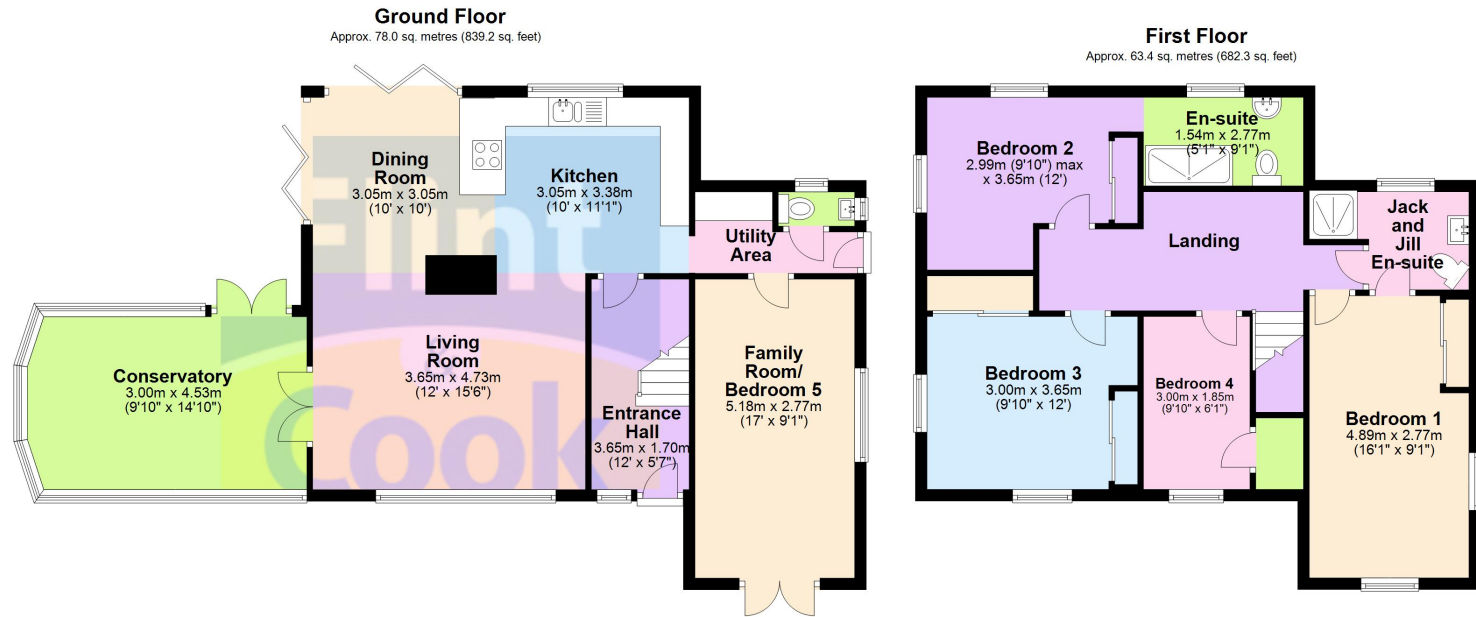 Ground Floor
Approx. 78.0 sq. metres (839.2 sq. feet)
Dining
Room
3.05m x 3.05m
(10' x 10')
Kitchen
3.05m x 3.38m
(10' x 11'1")
Utility
Area
Conservatory
3.00m x 4.53m
(9'10" x 14'10")
Living
Room
3.65m x 4.73m
(12' x 15'6")
Entrance
Hall
3.65m x 1.70m
(12' x 5'7")
Family
Room/
Bedroom 5
5.18m x 2.77m
(17' x 9'1")
Flint
Cook
First Floor
Approx. 63.4 sq. metres (682.3 sq. feet)
Bedroom 2
2.99m (9'10") max
x 3.65m (12')
En-suite
1.54m x 2.77m
(5'1" x 9'1")
Landing
Jack
and
Jill
En-suite
Bedroom 3
3.00m x 3.65m
(9'10" x 12')
Bedroom 4
3.00m x 1.85m
(9'10" x 6'1")
Bedroom 1
4.89m x 2.77m
(16'1" x 9'1")